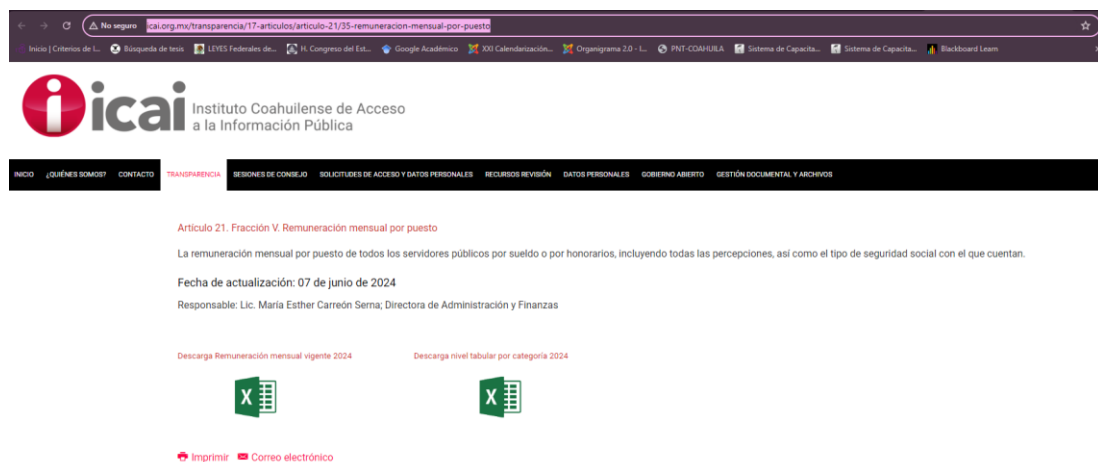 No seguro icai.org.mx/transparencia/17-articulos/articulo-21/35-remuneracion-mensual-por-puesto
Inicio | Criterios de I... Búsqueda de tesis LEYES Federales de... H. Congreso del Est... Google Académico XXI Calendarización... Organigrama 2.0 - I... PNT-COAHUILA Sistema de Capacita... Sistema de Capacita... Blackboard Learn
icai Instituto Coahuilense de Acceso
a la Información Pública
INICIO ¿QUIÉNES SOMOS? CONTACTO TRANSPARENCIA SESIONES DE CONSEJO SOLICITUDES DE ACCESO Y DATOS PERSONALES RECURSOS REVISIÓN DATOS PERSONALES GOBIERNO ABIERTO GESTIÓN DOCUMENTAL Y ARCHIVOS
Artículo 21. Fracción V. Remuneración mensual por puesto
La remuneración mensual por puesto de todos los servidores públicos por sueldo o por honorarios, incluyendo todas las percepciones, así como el tipo de seguridad social con el que cuentan.
Fecha de actualización: 07 de junio de 2024
Responsable: Lic. María Esther Carreón Serna; Directora de Administración y Finanzas
Descarga Remuneración mensual vigente 2024 Descarga nivel tabular por categoría 2024
X X
Imprimir Correo electrónico